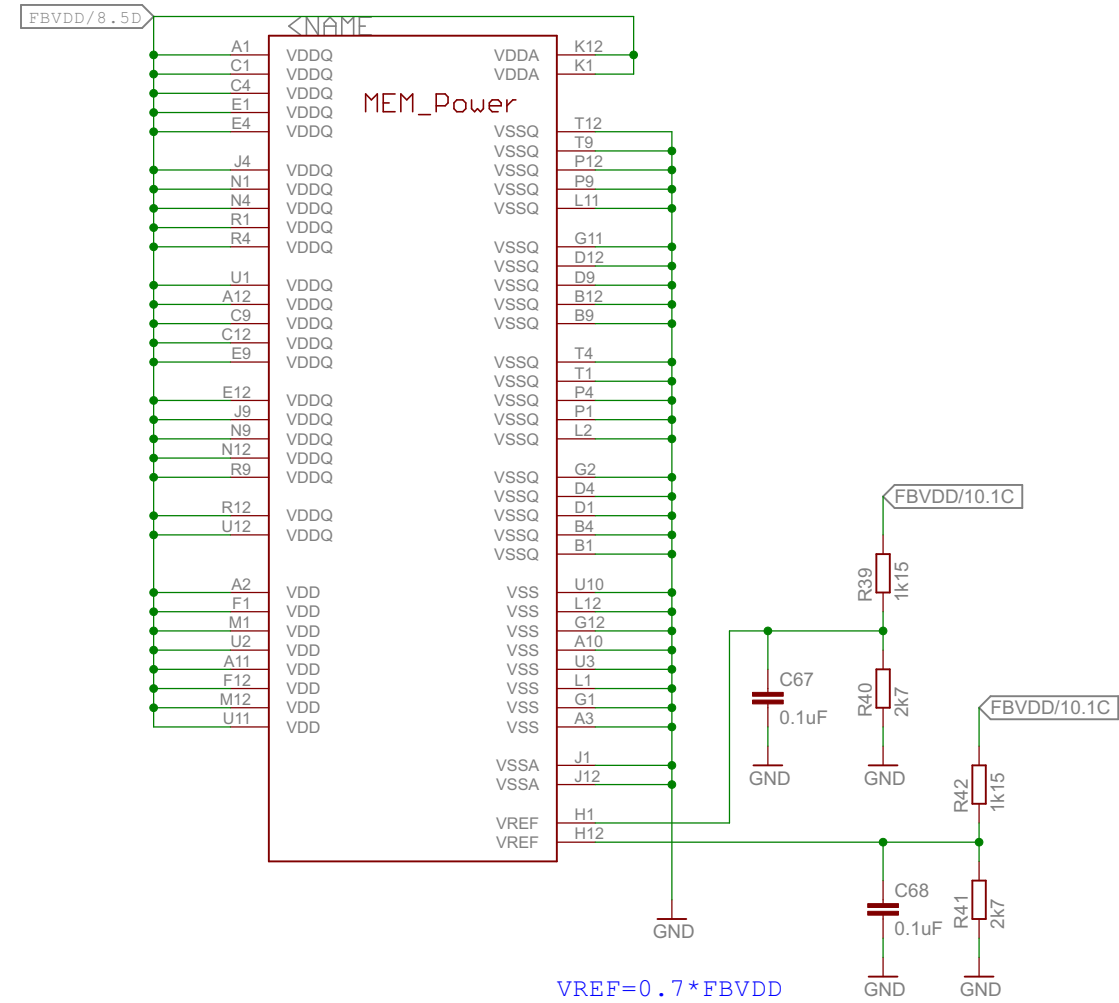 FBVDD/8.5D
<NAME
MEM_Power
A1 VDDQ
C1 VDDQ
C4 VDDQ
E1 VDDQ
E4 VDDQ
J4 VDDQ
N1 VDDQ
N4 VDDQ
R1 VDDQ
R4 VDDQ
U1 VDDQ
A12 VDDQ
C9 VDDQ
C12 VDDQ
E9 VDDQ
E12 VDDQ
J9 VDDQ
N9 VDDQ
N12 VDDQ
R9 VDDQ
R12 VDDQ
U12 VDDQ
A2 VDD
F1 VDD
M1 VDD
U2 VDD
A11 VDD
F12 VDD
M12 VDD
U11 VDD
VDDA K12
VDDA K1
VSSQ T12
VSSQ T9
VSSQ P12
VSSQ P9
VSSQ L11
VSSQ G11
VSSQ D12
VSSQ D9
VSSQ B12
VSSQ B9
VSSQ T4
VSSQ T1
VSSQ P4
VSSQ P1
VSSQ L2
VSSQ G2
VSSQ D4
VSSQ D1
VSSQ B4
VSSQ B1
VSS U10
VSS L12
VSS G12
VSS A10
VSS U3
VSS L1
VSS G1
VSS A3
VSSA J1
VSSA J12
VREF H1
VREF H12
GND
FBVDD/10.1C
R39
1k15
C67
0.1uF
GND
R40
2k7
GND
FBVDD/10.1C
R42
1k15
C68
0.1uF
GND
R41
2k7
GND
VREF=0.7*FBVDD